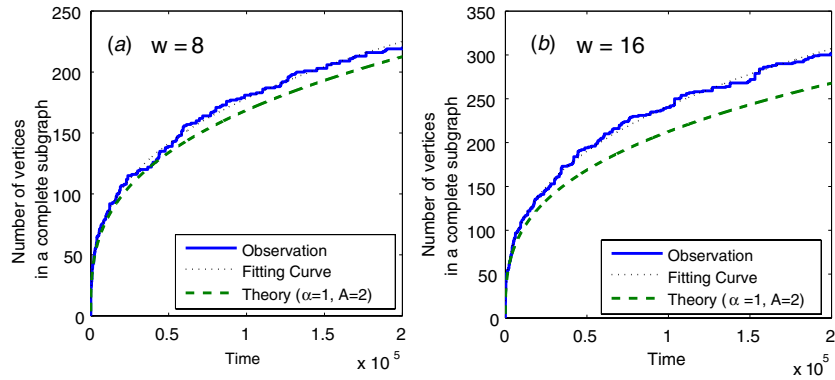 (a) w = 8
Number of vertices
in a complete subgraph
250
200
150
100
50
0
Observation
Fitting Curve
Theory (α=1, A=2)
0 0.5 1 1.5 2
Time
x 10^5
(b) w = 16
Number of vertices
in a complete subgraph
350
300
250
200
150
100
50
0
Observation
Fitting Curve
Theory (α =1, A=2)
0 0.5 1 1.5 2
Time
x 10^5